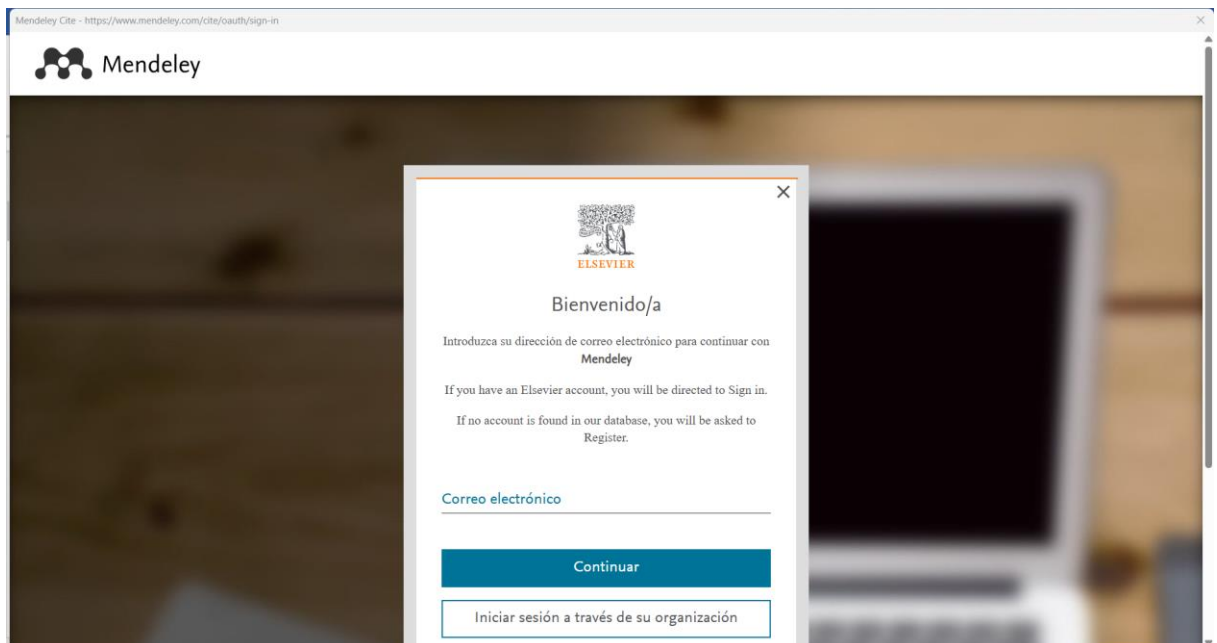 Mendeley Cite - https://www.mendeley.com/cite/oauth/sign-in
Mendeley
ELSEVIER
Bienvenido/a
Introduzca su dirección de correo electrónico para continuar con
Mendeley
If you have an Elsevier account, you will be directed to Sign in.
If no account is found in our database, you will be asked to
Register.
Correo electrónico
Continuar
Iniciar sesión a través de su organización